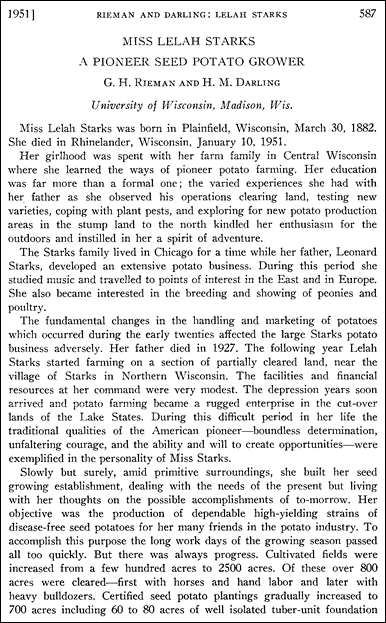 1951] RIEMAN AND DARLING: LELAH STARKS 587
MISS LELAH STARKS
A PIONEER SEED POTATO GROWER
G. H. RIEMAN AND H. M. DARLING
University of Wisconsin, Madison, Wis.
Miss Lelah Starks was born in Plainfield, Wisconsin, March 30, 1882.
She died in Rhinelander, Wisconsin, January 10, 1951.
Her girlhood was spent with her farm family in Central Wisconsin
where she learned the ways of pioneer potato farming. Her education
was far more than a formal one; the varied experiences she had with
her father as she observed his operations clearing land, testing new
varieties, coping with plant pests, and exploring for new potato production
areas in the stump land to the north kindled her enthusiasm for the
outdoors and instilled in her a spirit of adventure.
The Starks family lived in Chicago for a time while her father, Leonard
Starks, developed an extensive potato business. During this period she
studied music and travelled to points of interest in the East and in Europe.
She also became interested in the breeding and showing of peonies and
poultry.
The fundamental changes in the handling and marketing of potatoes
which occurred during the early twenties affected the large Starks potato
business adversely. Her father died in 1927. The following year Lelah
Starks started farming on a section of partially cleared land, near the
village of Starks in Northern Wisconsin. The facilities and financial
resources at her command were very modest. The depression years soon
arrived and potato farming became a rugged enterprise in the cut-over
lands of the Lake States. During this difficult period in her life the
traditional qualities of the American pioneer—boundless determination,
unfaltering courage, and the ability and will to create opportunities—were
exemplified in the personality of Miss Starks.
Slowly but surely, amid primitive surroundings, she built her seed
growing establishment, dealing with the needs of the present but living
with her thoughts on the possible accomplishments of to-morrow. Her
objective was the production of dependable high-yielding strains of
disease-free seed potatoes for her many friends in the potato industry. To
accomplish this purpose the long work days of the growing season passed
all too quickly. But there was always progress. Cultivated fields were
increased from a few hundred acres to 2500 acres. Of these over 800
acres were cleared—first with horses and hand labor and later with
heavy bulldozers. Certified seed potato plantings gradually increased to
700 acres including 60 to 80 acres of well isolated tuber-unit foundation